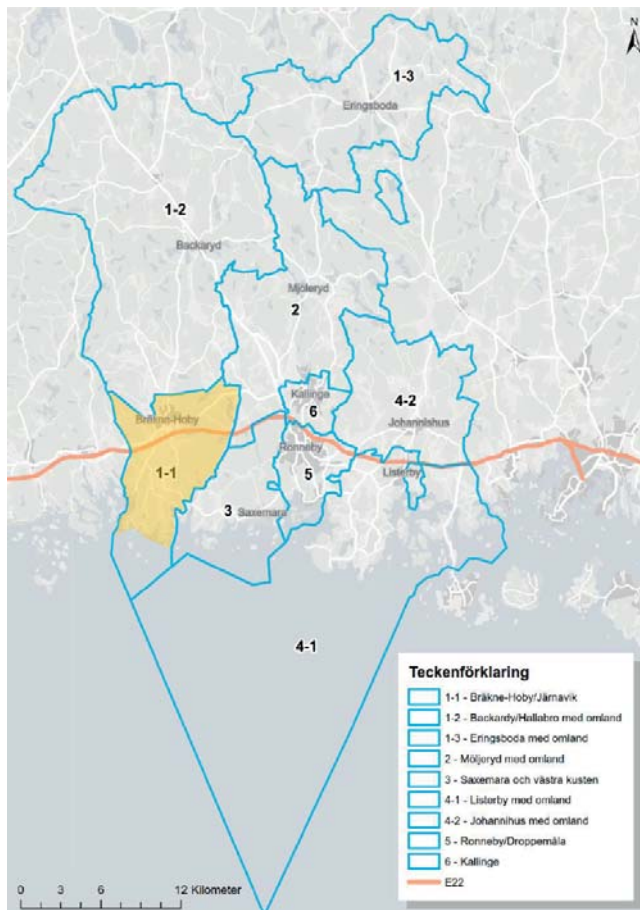 N
1-3
Eringsboda
1-2
Backaryd
Mjöleryd
2
Kallinge
6
4-2
Johannishus
Bräkne-Hoby
Ronneby
1-1
5
Listerby
3
Saxemara
4-1
Teckenförklaring
1-1 - Bräkne-Hoby/Järnavik
1-2 - Backardy/Hallabro med omland
1-3 - Eringsboda med omland
2 - Möljeryd med omland
3 - Saxemara och västra kusten
4-1 - Listerby med omland
4-2 - Johannihus med omland
5 - Ronneby/Droppemåla
6 - Kallinge
E22
0 3 6 12 Kilometer